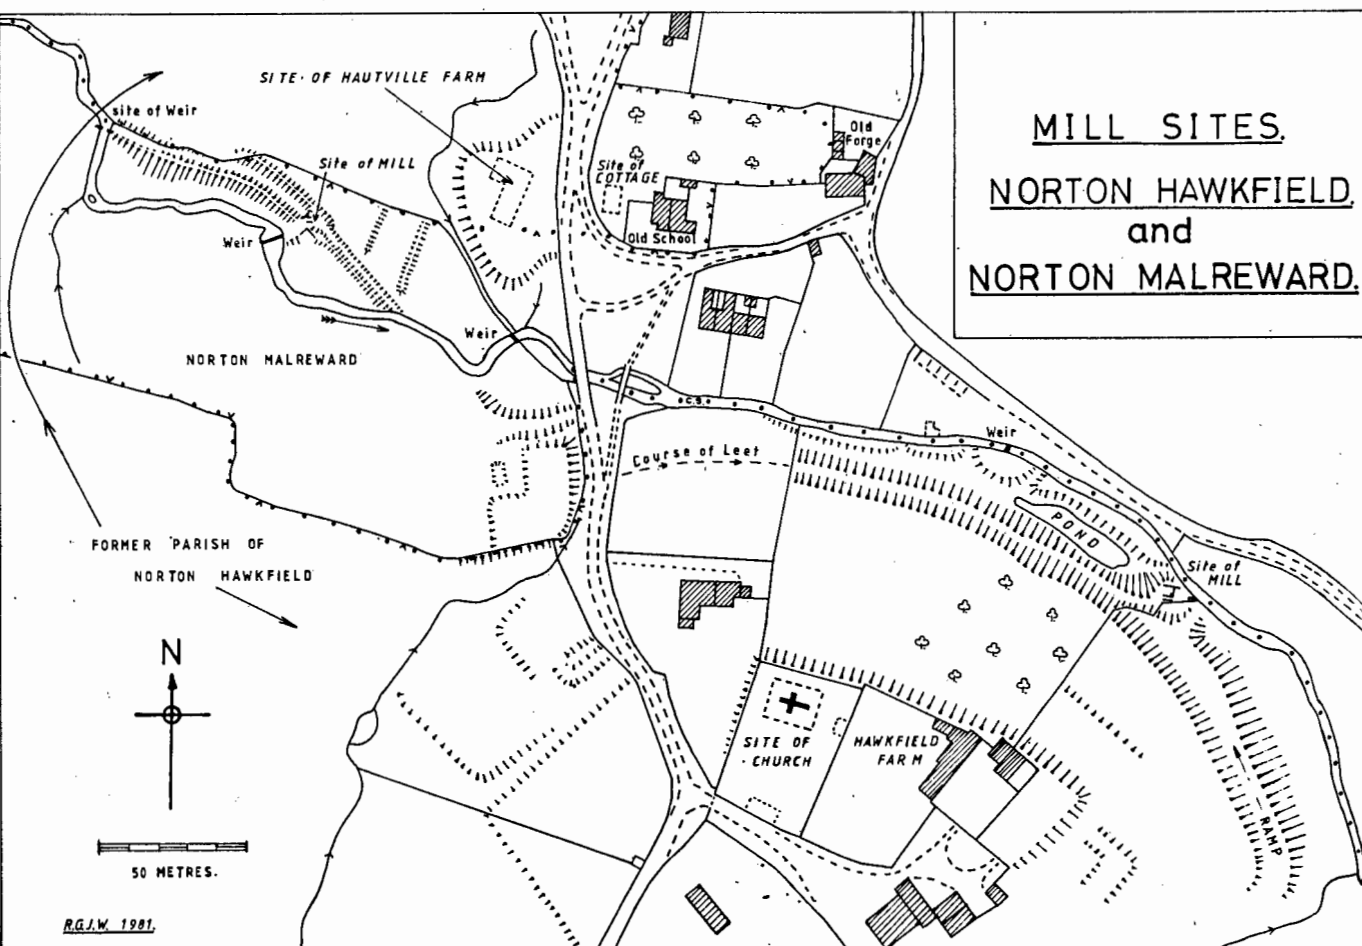 MILL SITES.
NORTON HAWKFIELD.
and
NORTON MALREWARD.
SITE OF HAUTVILLE FARM
site of Weir
Site of MILL
Old
Forge
Site of
COTTAGE
Old School
Weir
Weir
NORTON MALREWARD
C.S.
Weir
Course of Leet
POND
Site of
MILL
FORMER PARISH OF
NORTON HAWKFIELD
N
SITE OF
CHURCH
HAWKFIELD
FARM
RAMP
50 METRES.
R.G.J.W. 1981.